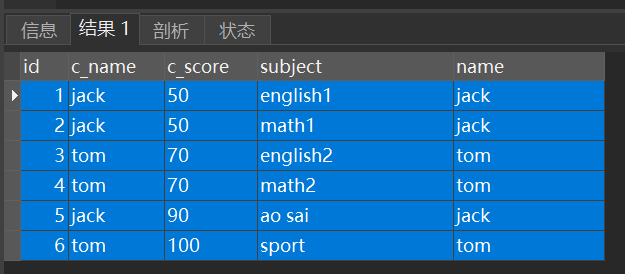 信息 结果 1 剖析 状态
id c_name c_score subject name
1 jack 50 english1 jack
2 jack 50 math1 jack
3 tom 70 english2 tom
4 tom 70 math2 tom
5 jack 90 ao sai jack
6 tom 100 sport tom